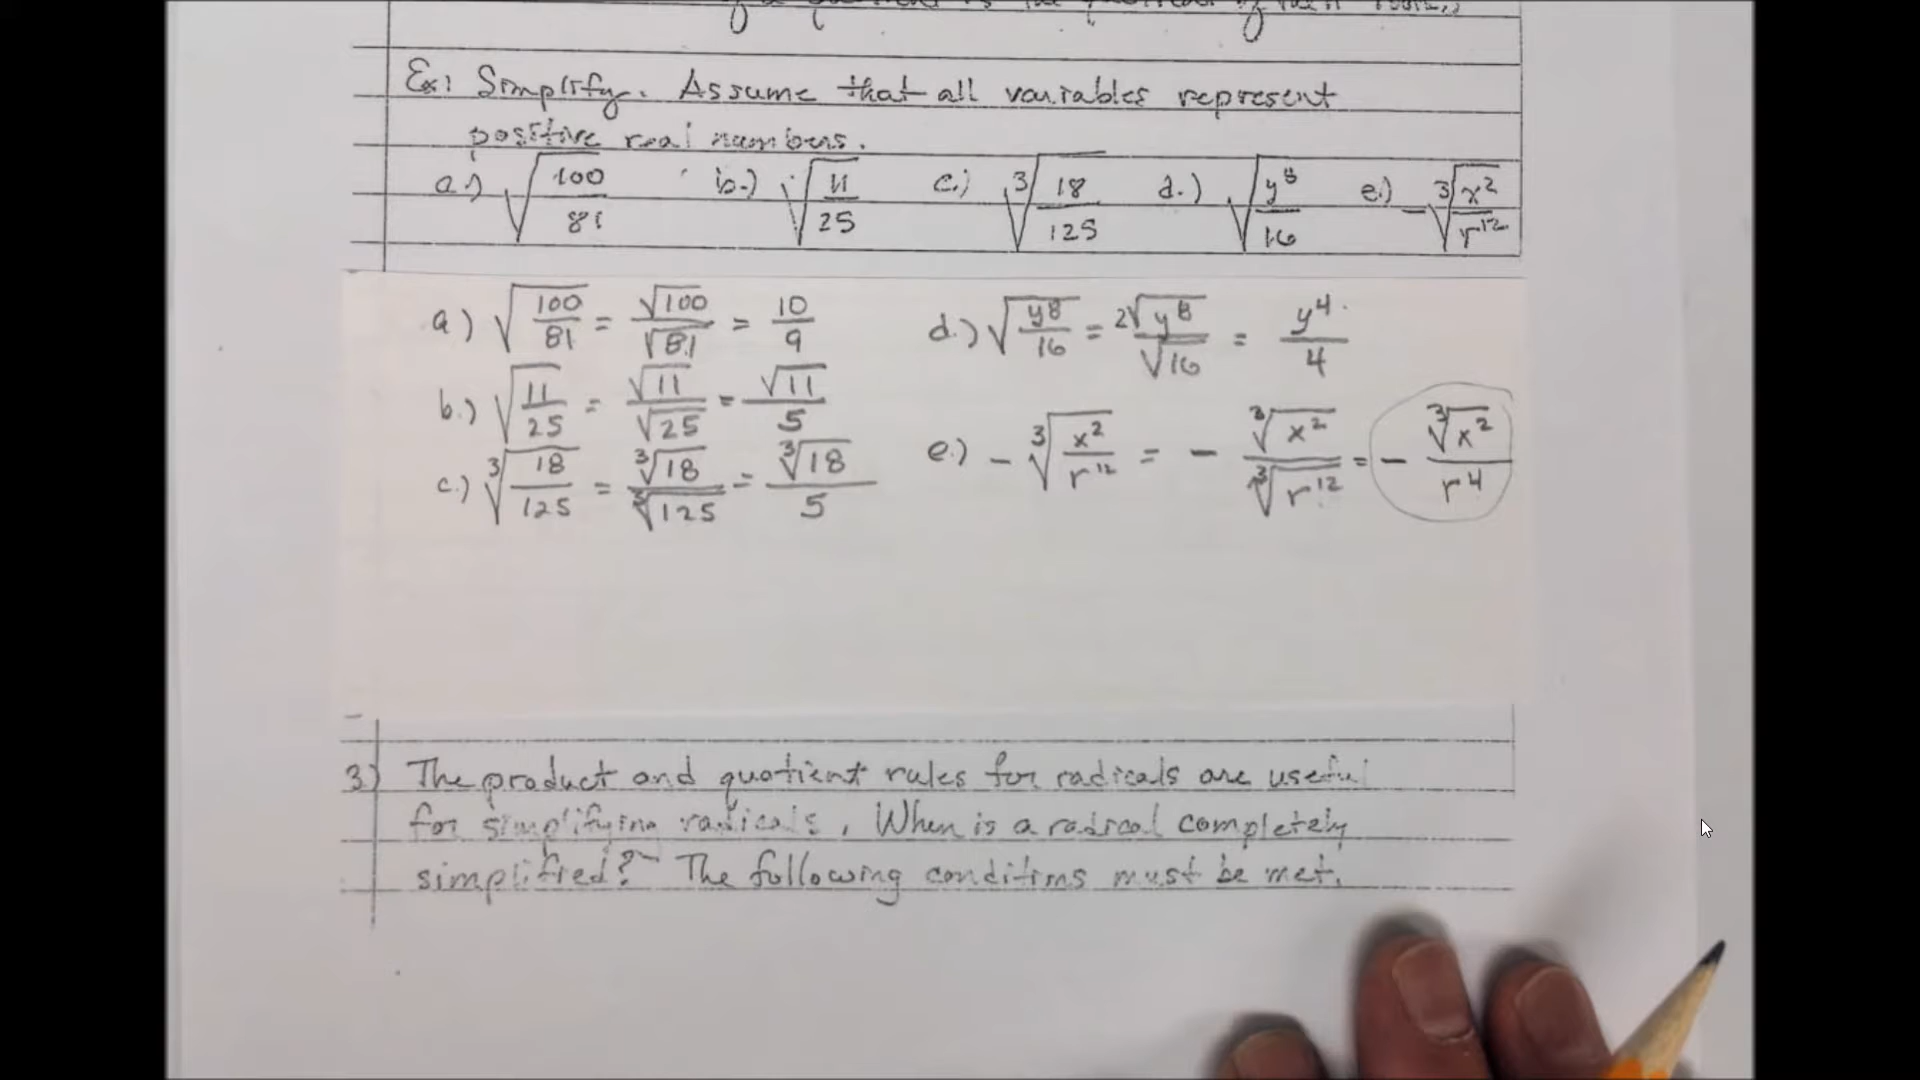 Ex: Simplify. Assume that all variables represent
positive real numbers.
a.) √(100/81) b.) √(11/25) c.) ∛(18/125) d.) √(y⁸/16) e.) -∛(x²/r¹²)
a) √(100/81) = √100/√81 = 10/9
b.) √(11/25) = √11/√25 = √11/5
c.) ∛(18/125) = ∛18/∛125 = ∛18/5
d.) √(y⁸/16) = ²√y⁸/√16 = y⁴/4
e.) -∛(x²/r¹²) = -∛x²/∛r¹² = -∛x²/r⁴
3) The product and quotient rules for radicals are useful
for simplifying radicals. When is a radical completely
simplified? The following conditions must be met.